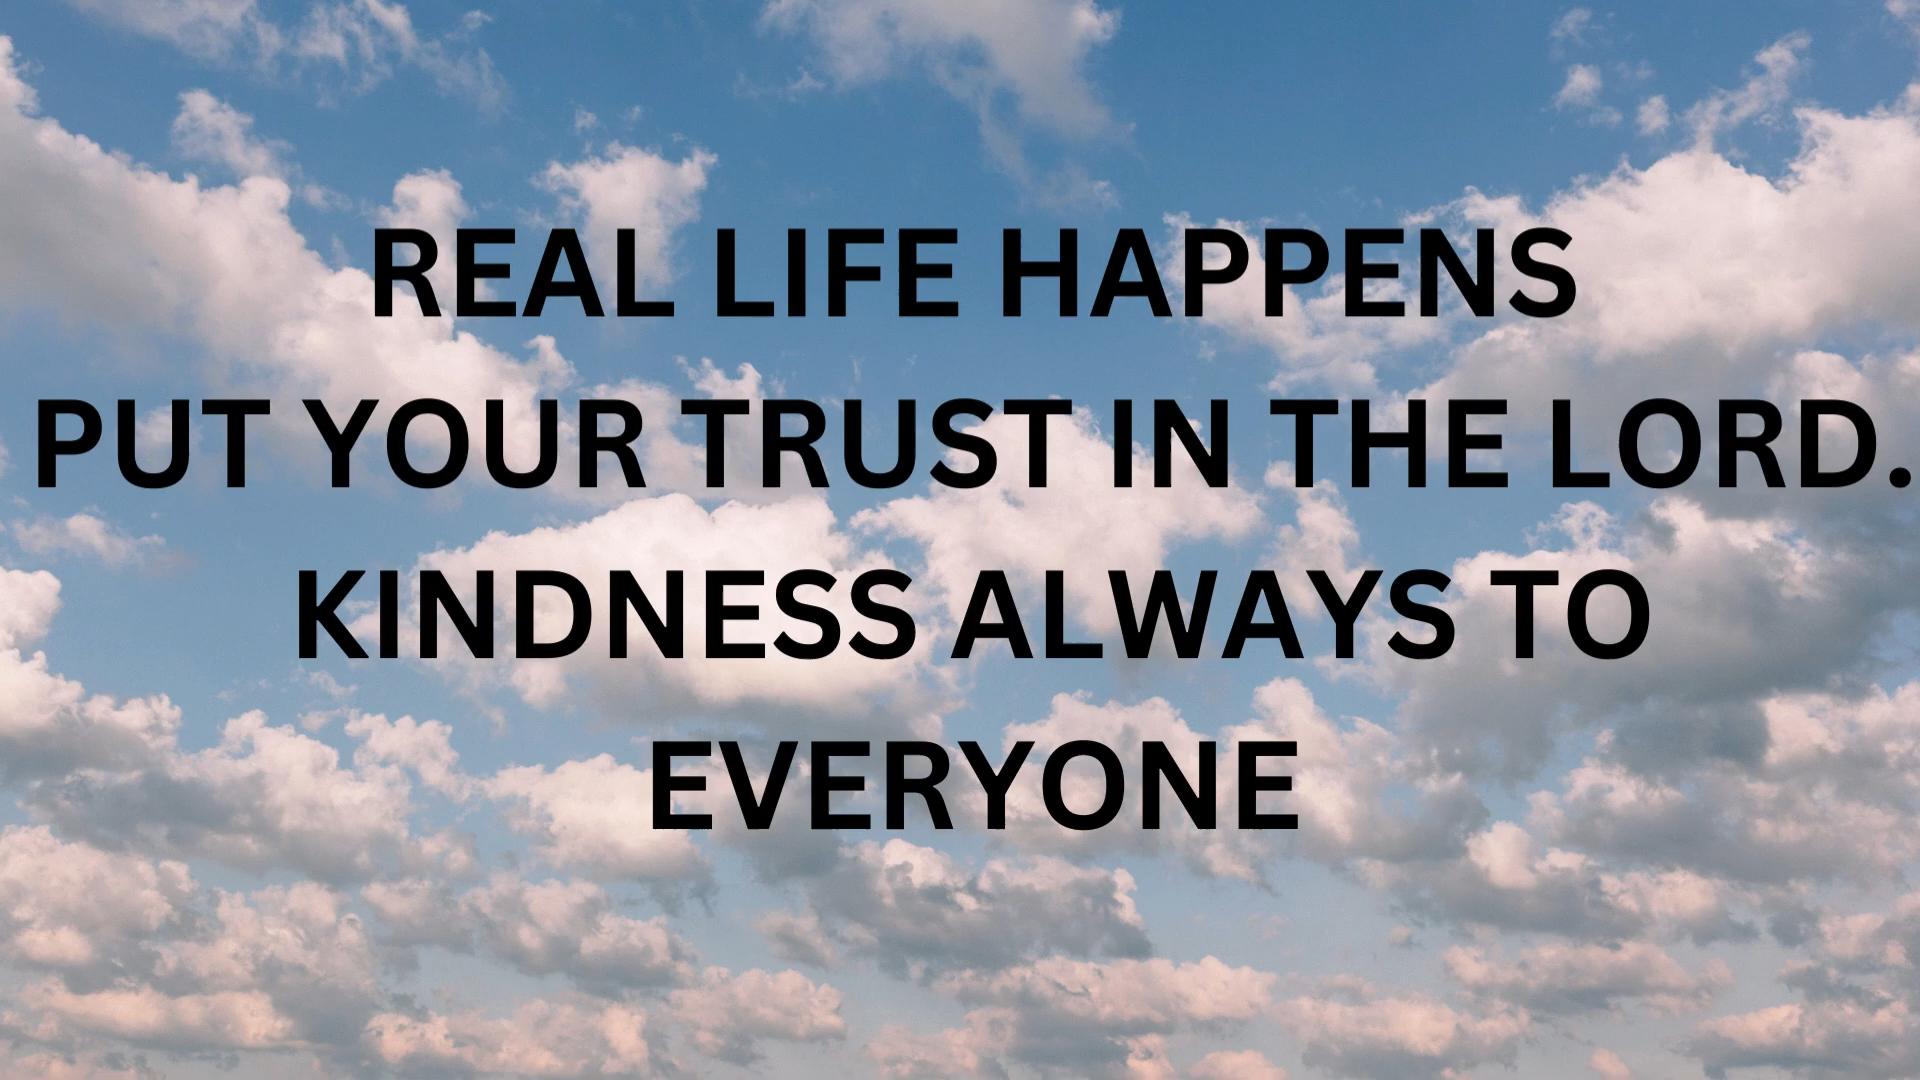 REAL LIFE HAPPENS
PUT YOUR TRUST IN THE LORD.
KINDNESS ALWAYS TO
EVERYONE